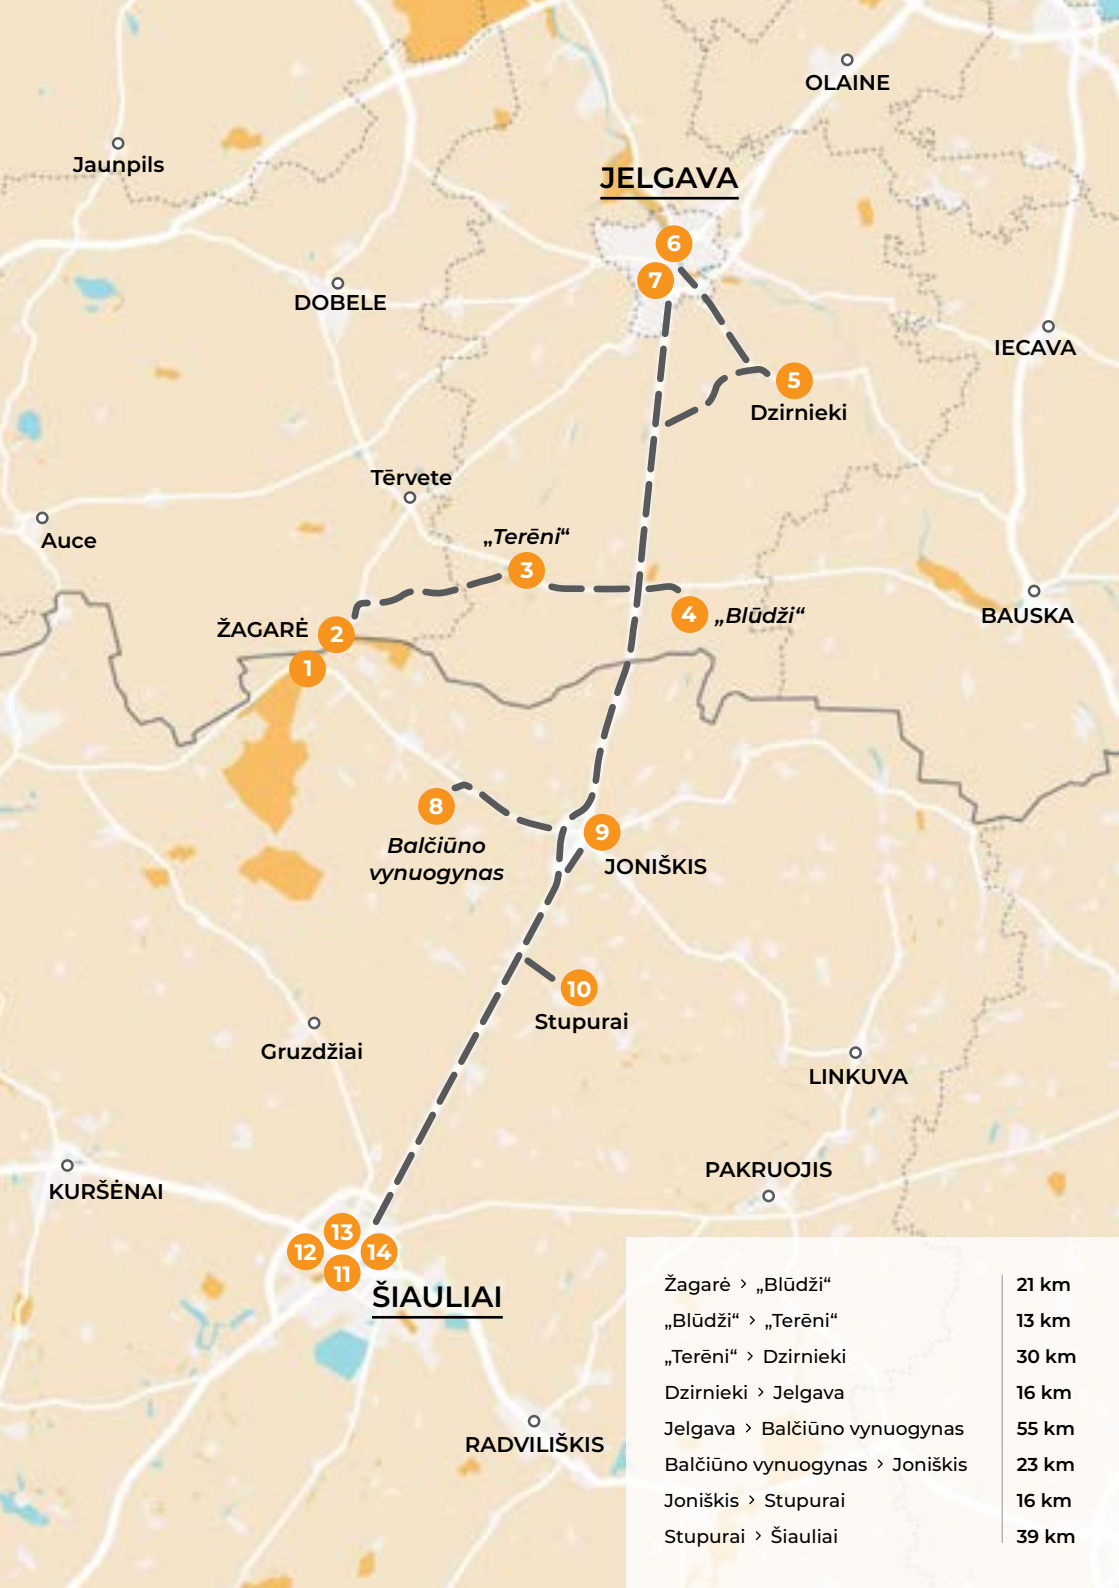 OLAINE
Jaunpils
JELGAVA
6
7
DOBELE
IECAVA
5
Dzirnieki
Tērvete
Auce
„Terēni“
3
4
„Blūdži“
BAUSKA
ŽAGARĖ
2
1
8
Balčiūno
vynuogynas
9
JONIŠKIS
10
Stupurai
Gruzdžiai
LINKUVA
KURŠĖNAI
PAKRUOJIS
13
12
14
11
ŠIAULIAI
RADVILIŠKIS
Žagarė › „Blūdži“ 21 km
„Blūdži“ › „Terēni“ 13 km
„Terēni“ › Dzirnieki 30 km
Dzirnieki › Jelgava 16 km
Jelgava › Balčiūno vynuogynas 55 km
Balčiūno vynuogynas › Joniškis 23 km
Joniškis › Stupurai 16 km
Stupurai › Šiauliai 39 km